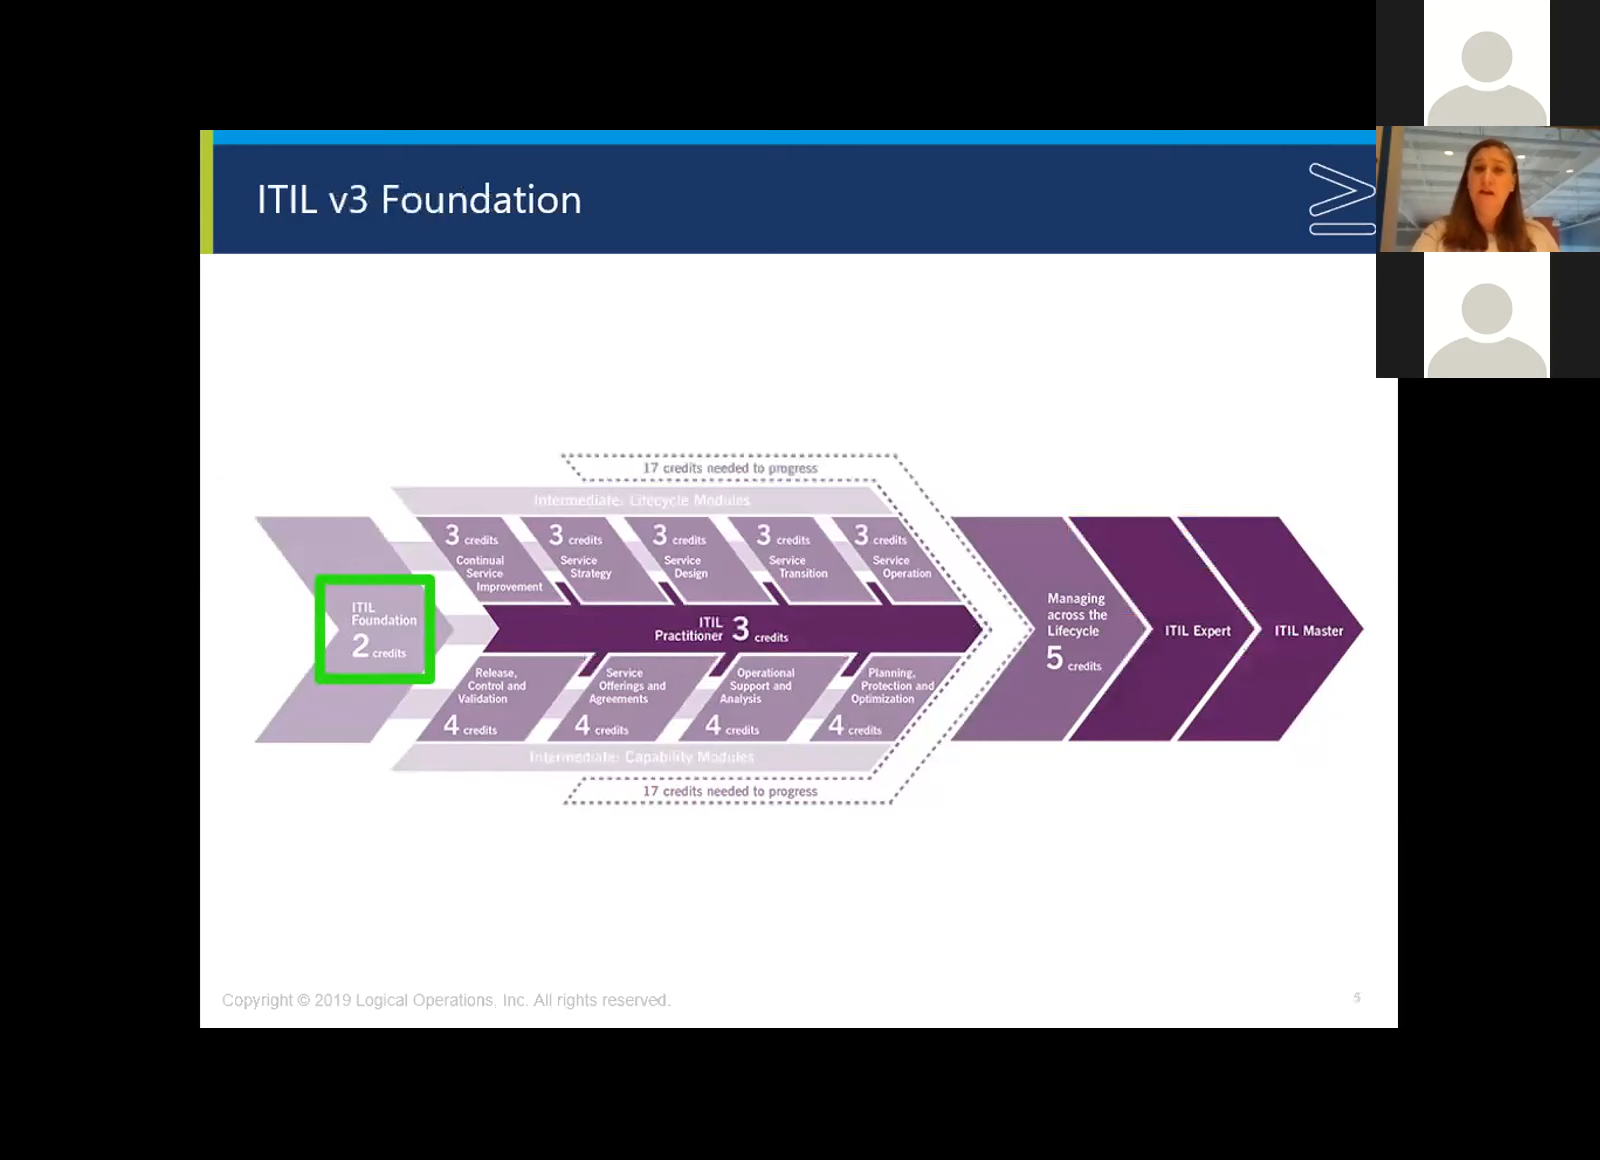 ITIL v3 Foundation
17 credits needed to progress
Intermediate: Lifecycle Modules
3 credits
Continual
Service
Improvement
3 credits
Service
Strategy
3 credits
Service
Design
3 credits
Service
Transition
3 credits
Service
Operation
ITIL
Foundation
2 credits
ITIL
Practitioner 3 credits
Release,
Control and
Validation
4 credits
Service
Offerings and
Agreements
4 credits
Operational
Support and
Analysis
4 credits
Planning,
Protection and
Optimization
4 credits
Intermediate: Capability Modules
17 credits needed to progress
Managing
across the
Lifecycle
5 credits
ITIL Expert
ITIL Master
Copyright © 2019 Logical Operations, Inc. All rights reserved.
5